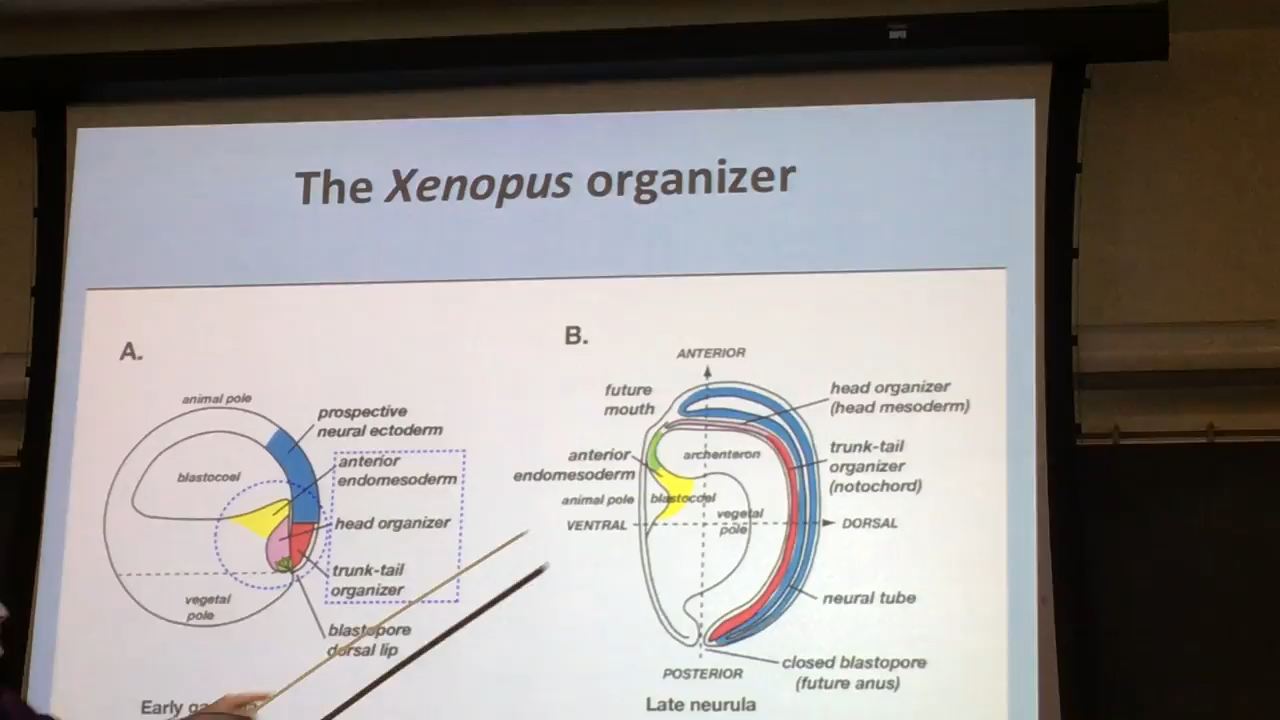 The Xenopus organizer
A.
animal pole
prospective
neural ectoderm
blastocoel
anterior
endomesoderm
head organizer
trunk-tail
organizer
vegetal
pole
blastopore
dorsal lip
Early
B.
ANTERIOR
future
mouth
head organizer
(head mesoderm)
anterior
endomesoderm
archenteron
trunk-tail
organizer
(notochord)
animal pole
blastocoel
vegetal
pole
VENTRAL
DORSAL
neural tube
closed blastopore
(future anus)
POSTERIOR
Late neurula